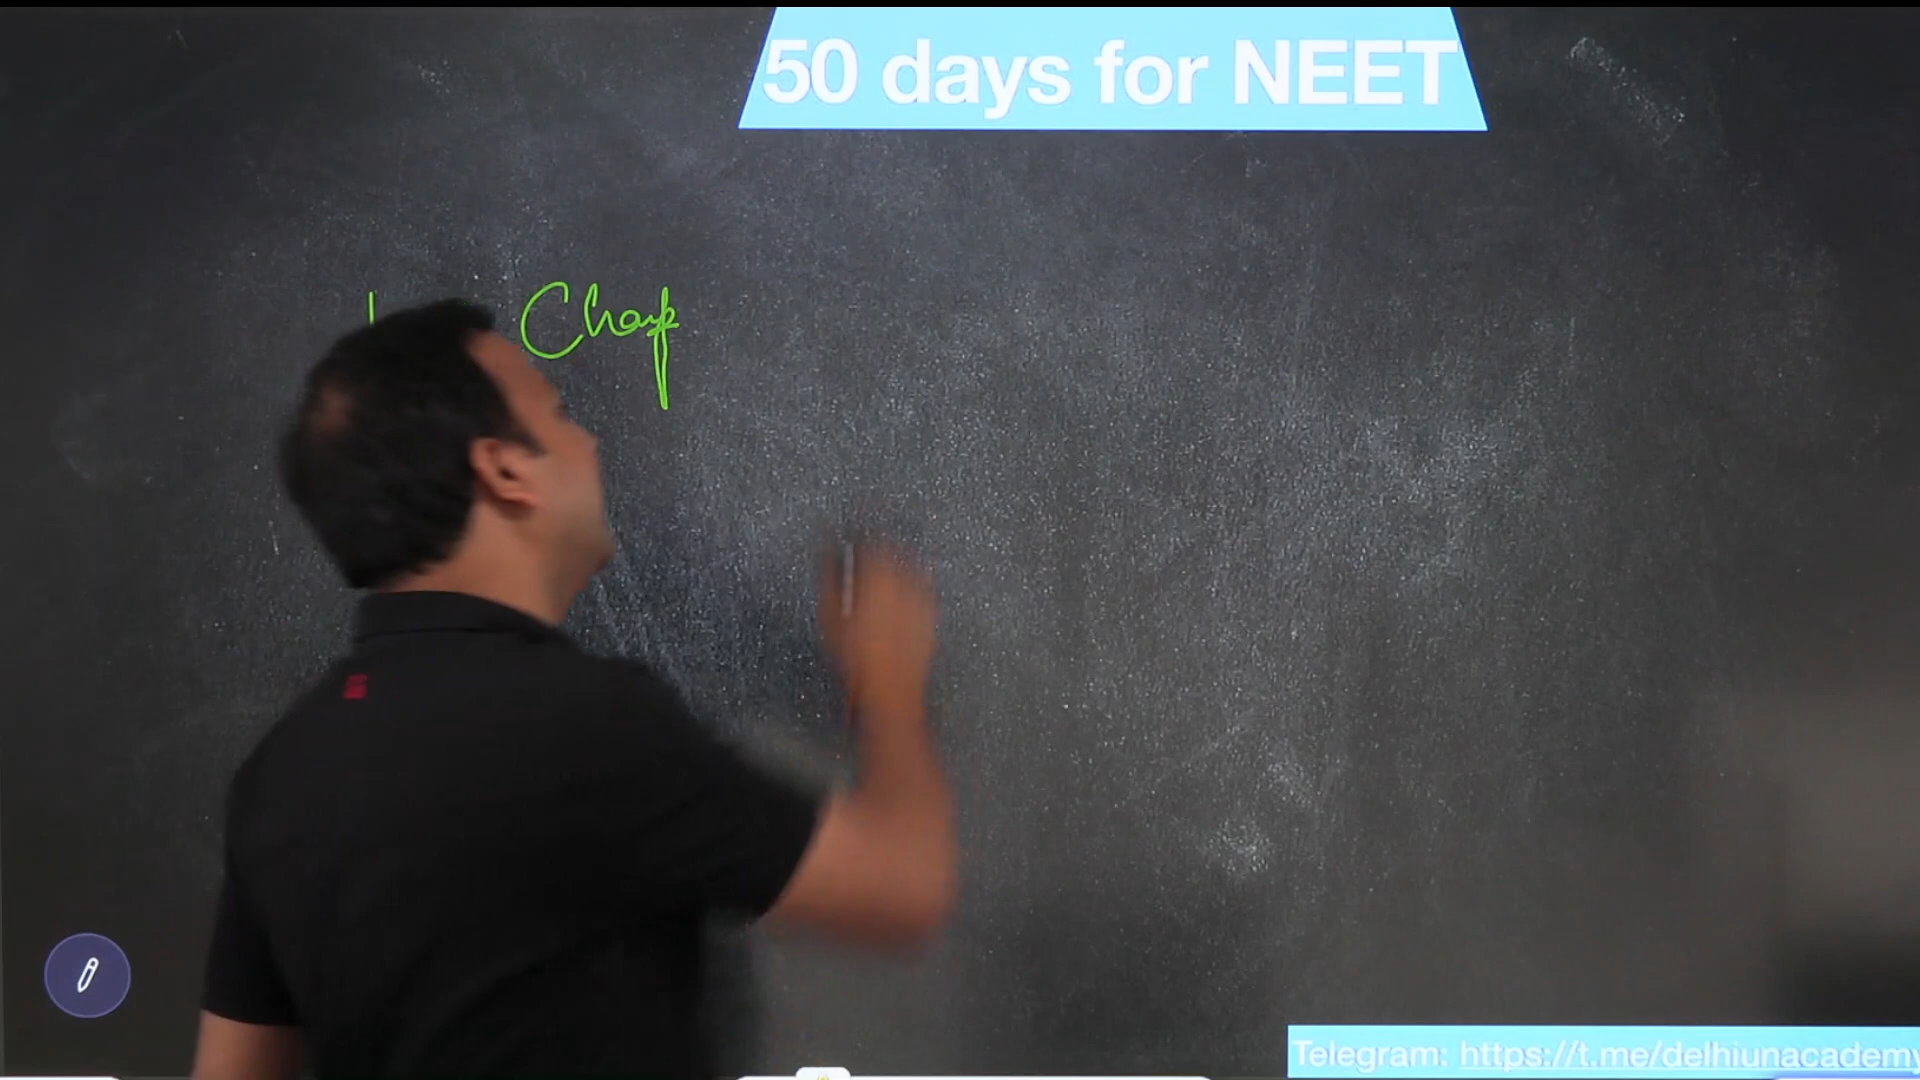 50 days for NEET
Chap
Telegram: https://t.me/delhiunacademy